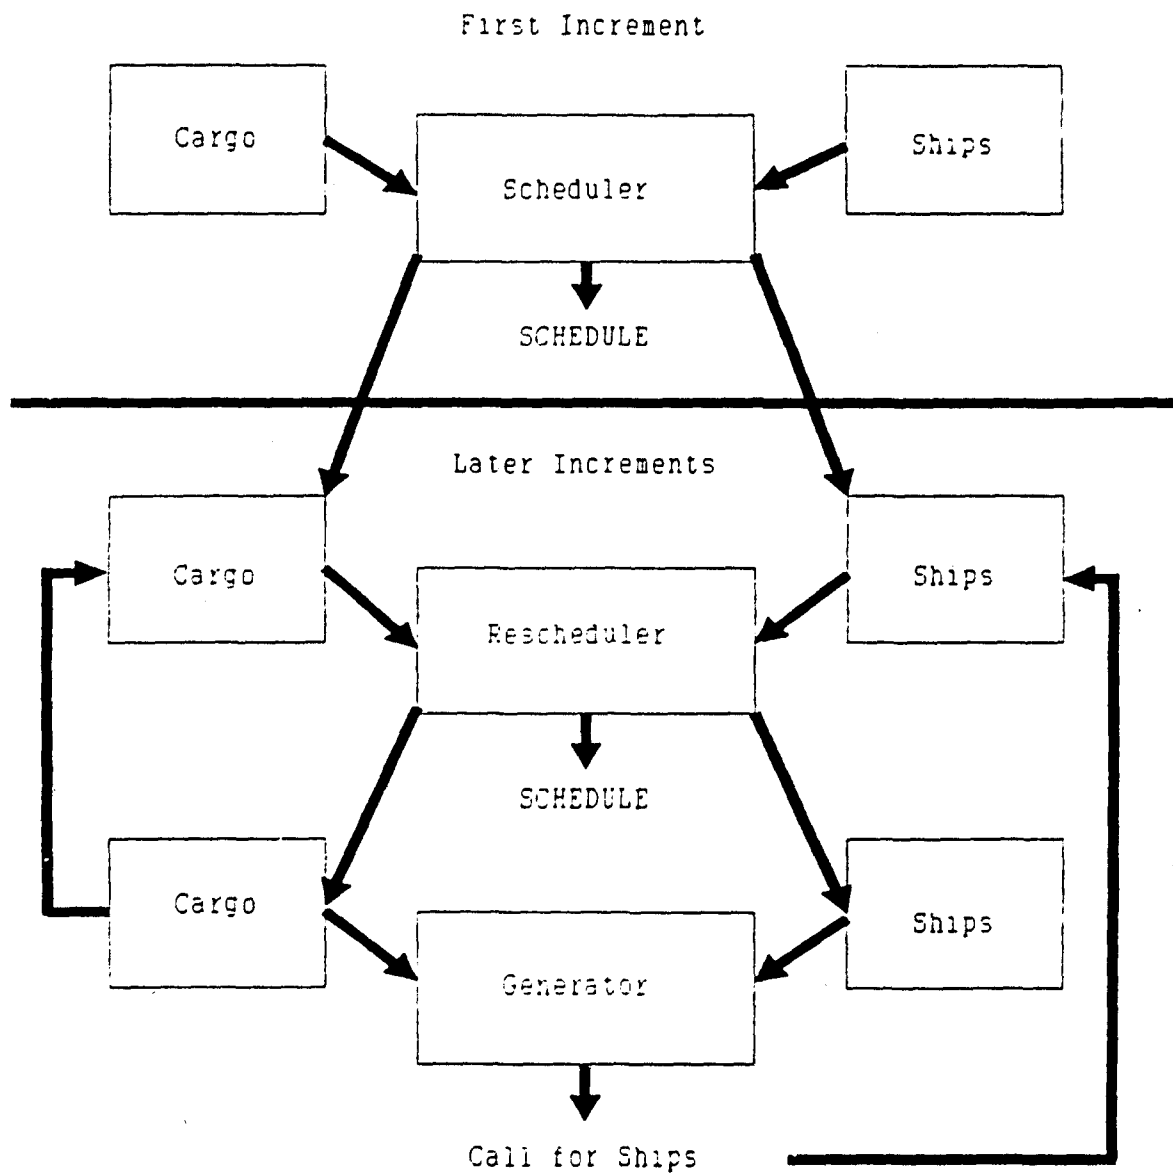 First Increment
Cargo
Ships
Scheduler
SCHEDULE
Later Increments
Cargo
Ships
Rescheduler
SCHEDULE
Cargo
Ships
Generator
Call for Ships